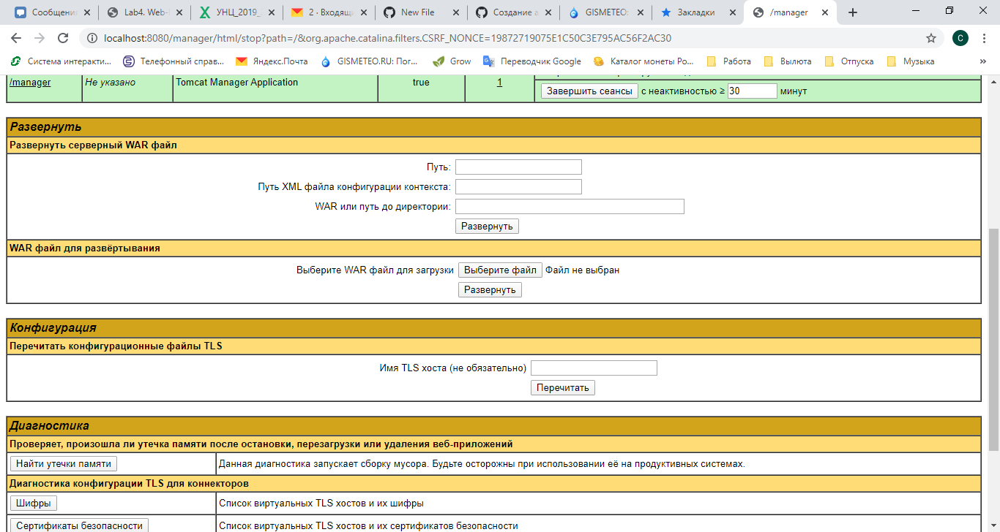 Сообщени
Lab4. Web-
УНЦ_2019_
2 · Входящи
New File
Создание а
GISMETEO:
Закладки
/manager
localhost:8080/manager/html/stop?path=/&org.apache.catalina.filters.CSRF_NONCE=19872719075E1C50C3E795AC56F2AC30
C
Система интеракти...
Телефонный справ...
Яндекс.Почта
GISMETEO.RU: Пог...
Grow
Переводчик Google
Каталог монеты Ро...
Работа
Вылюта
Отпуска
Музыка
»
/manager Не указано Tomcat Manager Application true 1
Завершить сеансы с неактивностью ≥ 30 минут
Развернуть
Развернуть серверный WAR файл
Путь:
Путь XML файла конфигурации контекста:
WAR или путь до директории:
Развернуть
WAR файл для развёртывания
Выберите WAR файл для загрузки Выберите файл Файл не выбран
Развернуть
Конфигурация
Перечитать конфигурационные файлы TLS
Имя TLS хоста (не обязательно)
Перечитать
Диагностика
Проверяет, произошла ли утечка памяти после остановки, перезагрузки или удаления веб-приложений
Найти утечки памяти Данная диагностика запускает сборку мусора. Будьте осторожны при использовании её на продуктивных системах.
Диагностика конфигурации TLS для коннекторов
Шифры Список виртуальных TLS хостов и их шифры
Сертификаты безопасности Список виртуальных TLS хостов и их сертификатов безопасности